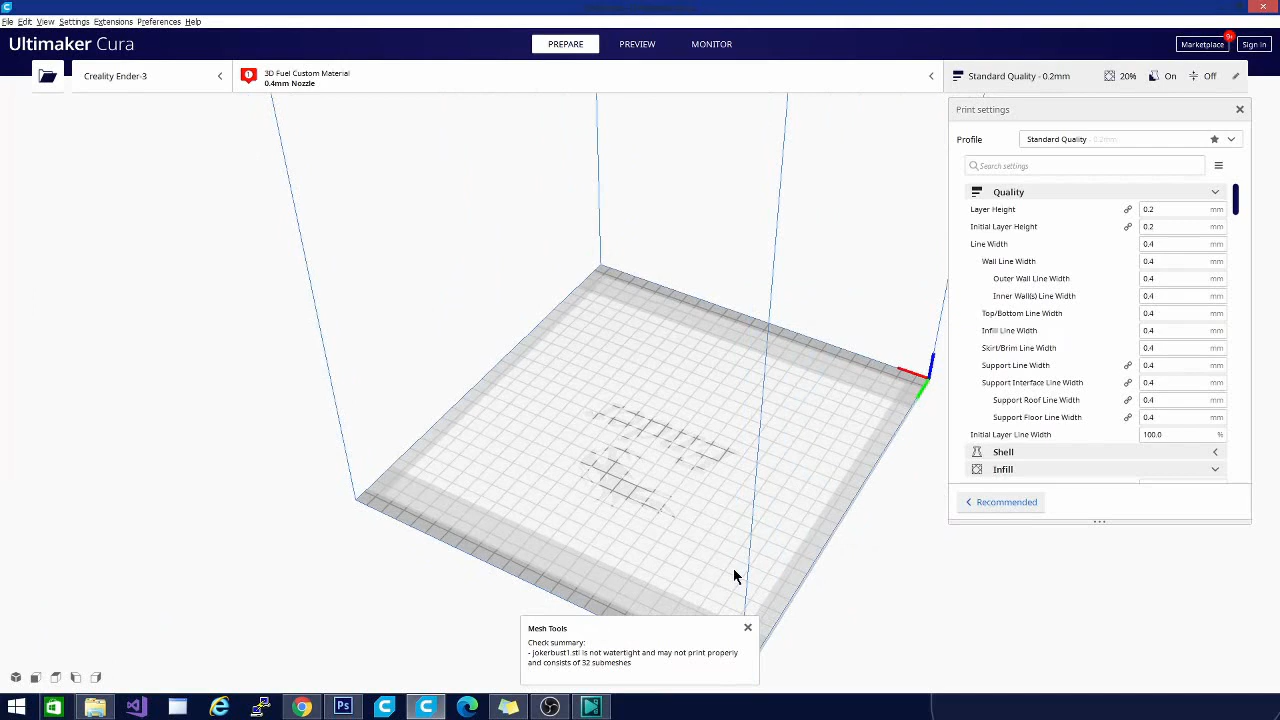 File Edit View Settings Extensions Preferences Help
Ultimaker Cura
PREPARE PREVIEW MONITOR
Marketplace
Sign in
Creality Ender-3
3D Fuel Custom Material
0.4mm Nozzle
Standard Quality - 0.2mm 20% On Off
Print settings
Profile Standard Quality 0.2mm
Search settings
Quality
Layer Height 0.2 mm
Initial Layer Height 0.2 mm
Line Width 0.4 mm
Wall Line Width 0.4 mm
Outer Wall Line Width 0.4 mm
Inner Wall(s) Line Width 0.4 mm
Top/Bottom Line Width 0.4 mm
Infill Line Width 0.4 mm
Skirt/Brim Line Width 0.4 mm
Support Line Width 0.4 mm
Support Interface Line Width 0.4 mm
Support Roof Line Width 0.4 mm
Support Floor Line Width 0.4 mm
Initial Layer Line Width 100.0 %
Shell
Infill
Recommended
Mesh Tools
Check summary:
- jokerbust1.stl is not watertight and may not print properly
and consists of 32 submeshes